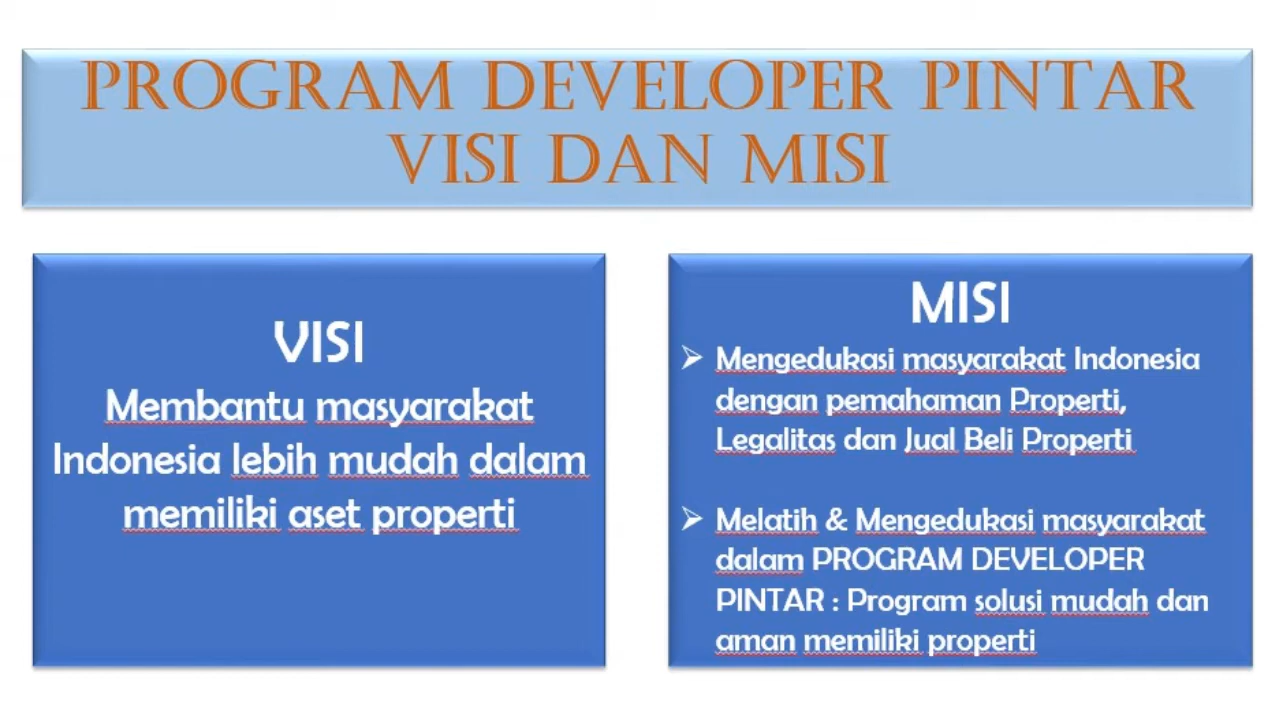 PROGRAM DEVELOPER PINTAR
VISI DAN MISI
VISI
Membantu masyarakat
Indonesia lebih mudah dalam
memiliki aset properti
MISI
➢ Mengedukasi masyarakat Indonesia
dengan pemahaman Properti,
Legalitas dan Jual Beli Properti
➢ Melatih & Mengedukasi masyarakat
dalam PROGRAM DEVELOPER
PINTAR : Program solusi mudah dan
aman memiliki properti